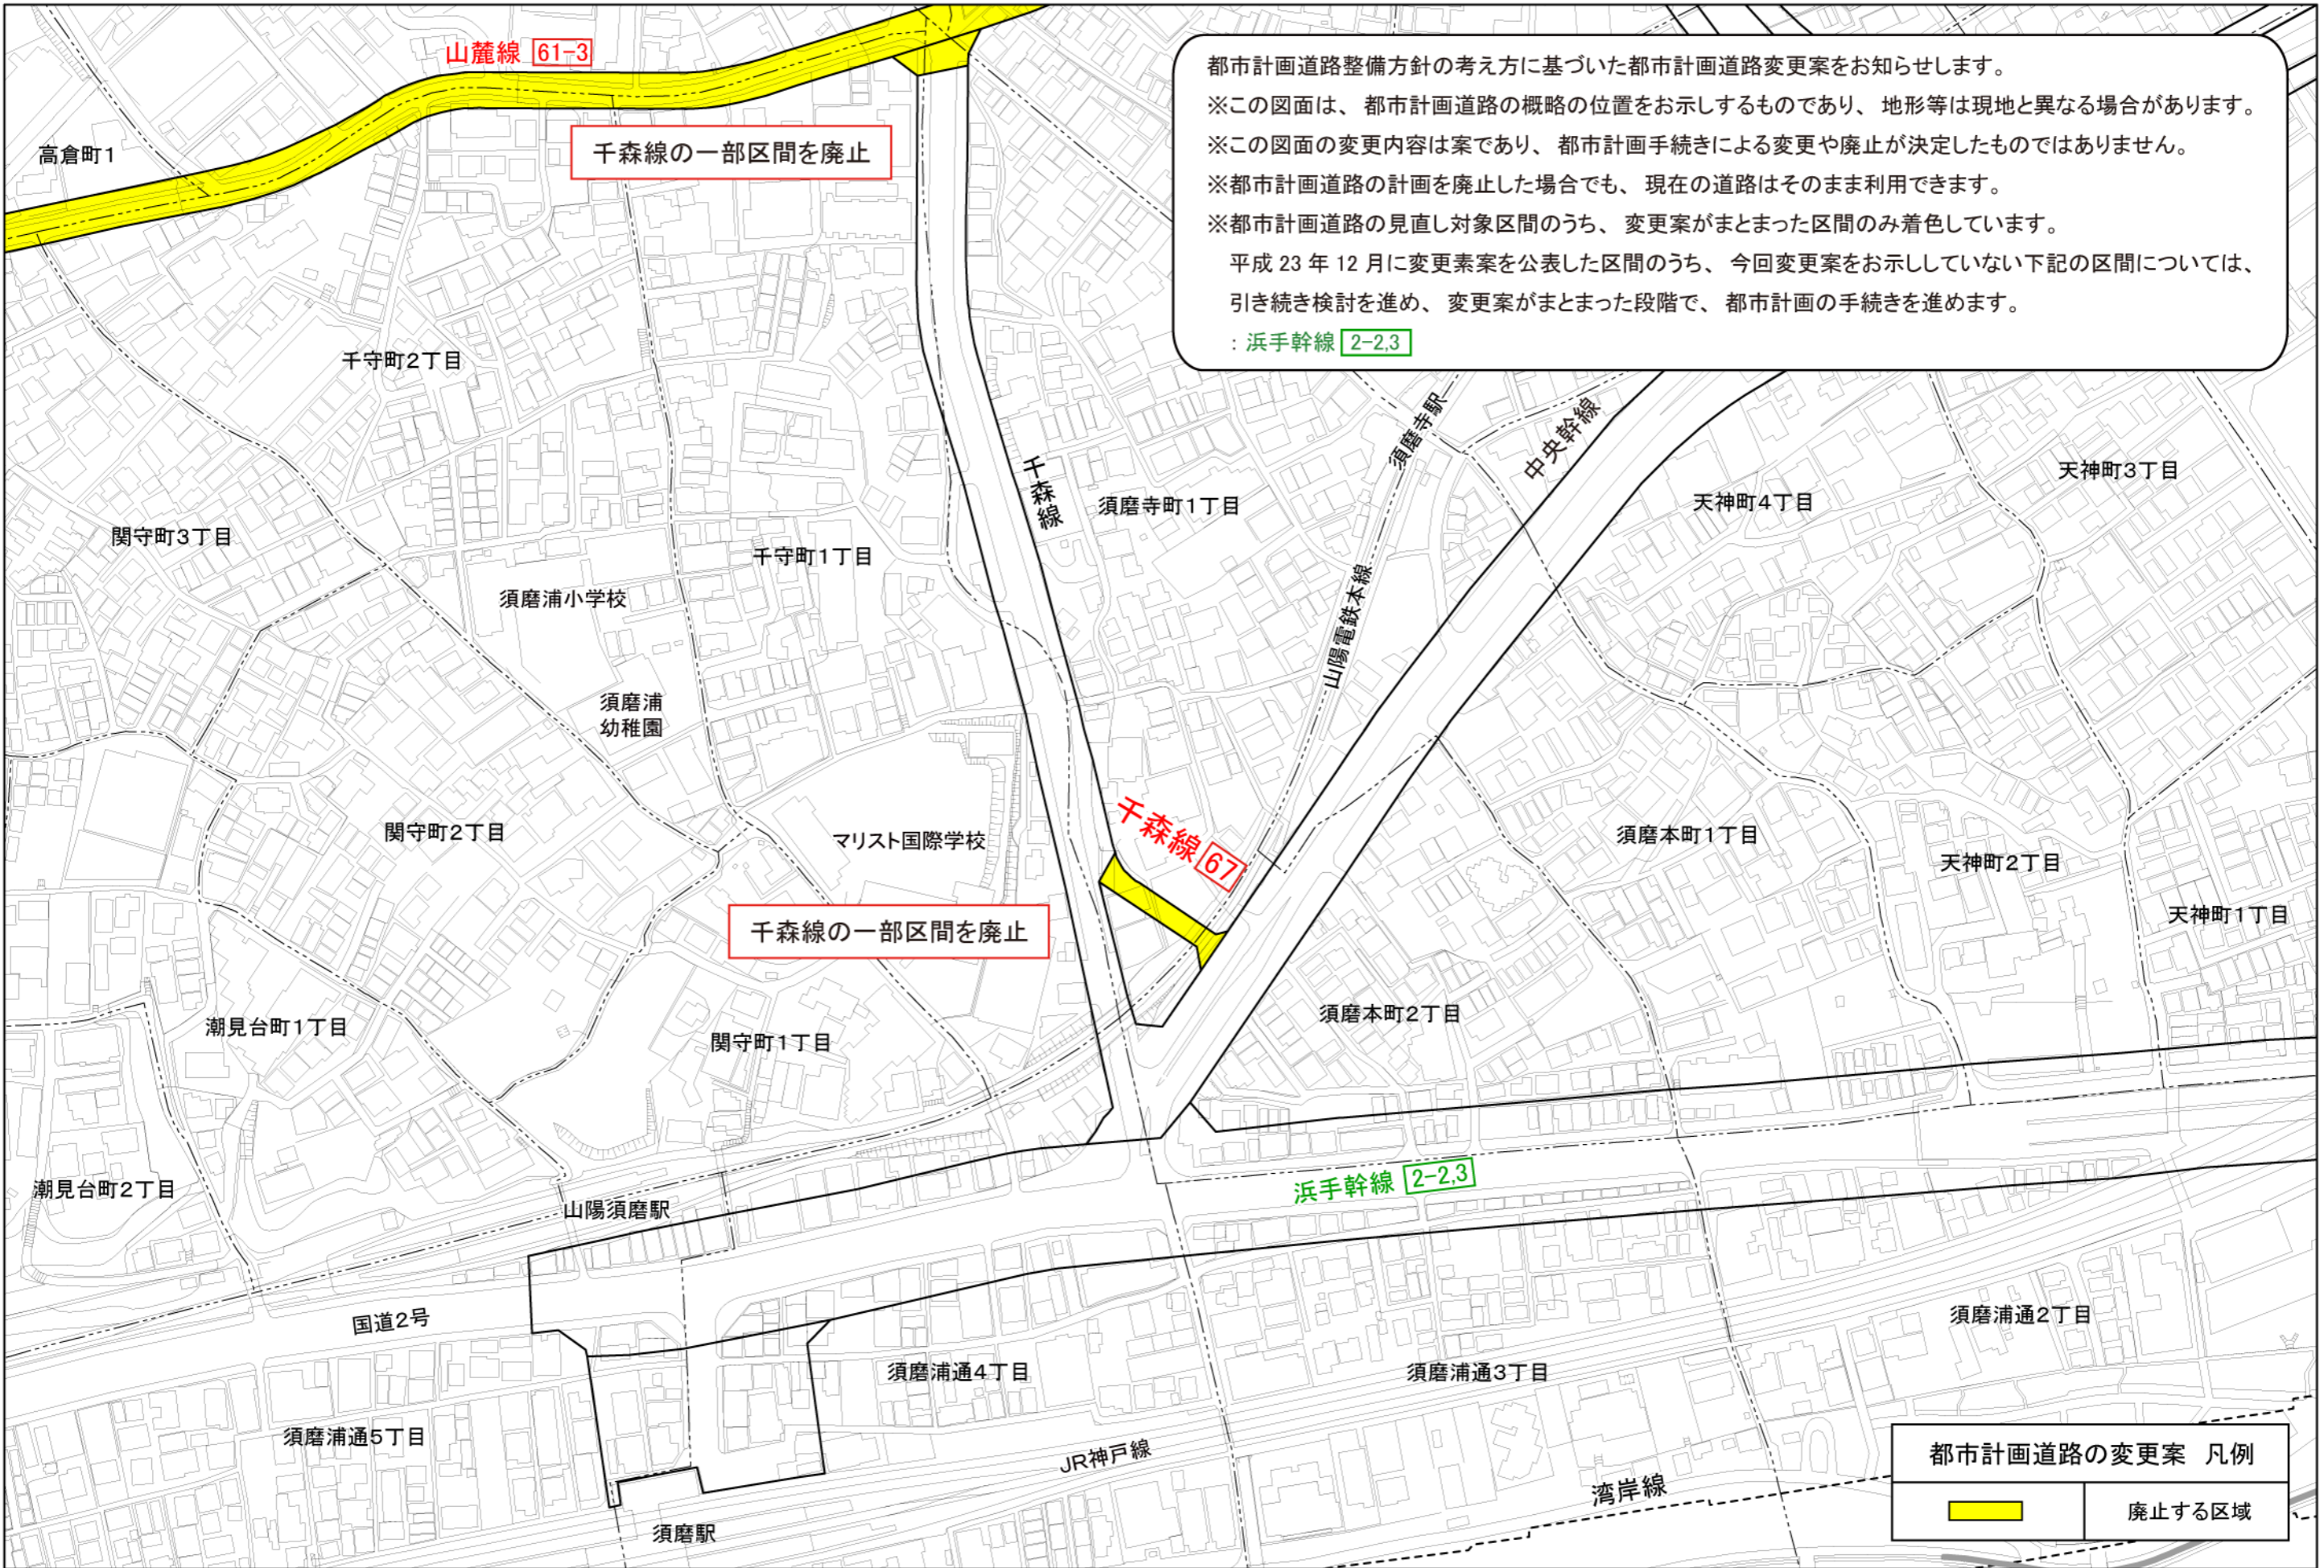 山麓線 61-3
都市計画道路整備方針の考え方に基づいた都市計画道路変更案をお知らせします。
※この図面は、都市計画道路の概略の位置をお示しするものであり、地形等は現地と異なる場合があります。
※この図面の変更内容は案であり、都市計画手続きによる変更や廃止が決定したものではありません。
※都市計画道路の計画を廃止した場合でも、現在の道路はそのまま利用できます。
※都市計画道路の見直し対象区間のうち、変更案がまとまった区間のみ着色しています。
平成 23 年 12 月に変更素案を公表した区間のうち、今回変更案をお示ししていない下記の区間については、
引き続き検討を進め、変更案がまとまった段階で、都市計画の手続きを進めます。
：浜手幹線 2-2,3
高倉町1
千森線の一部区間を廃止
千守町2丁目
須磨寺駅
中央幹線
天神町3丁目
千森線
須磨寺町1丁目
天神町4丁目
関守町3丁目
千守町1丁目
須磨浦小学校
山陽電鉄本線
須磨浦
幼稚園
関守町2丁目
マリスト国際学校
千森線 67
須磨本町1丁目
天神町2丁目
天神町1丁目
千森線の一部区間を廃止
潮見台町1丁目
関守町1丁目
須磨本町2丁目
潮見台町2丁目
山陽須磨駅
浜手幹線 2-2,3
国道2号
須磨浦通4丁目
須磨浦通3丁目
須磨浦通2丁目
須磨浦通5丁目
JR神戸線
湾岸線
須磨駅
都市計画道路の変更案 凡例
廃止する区域